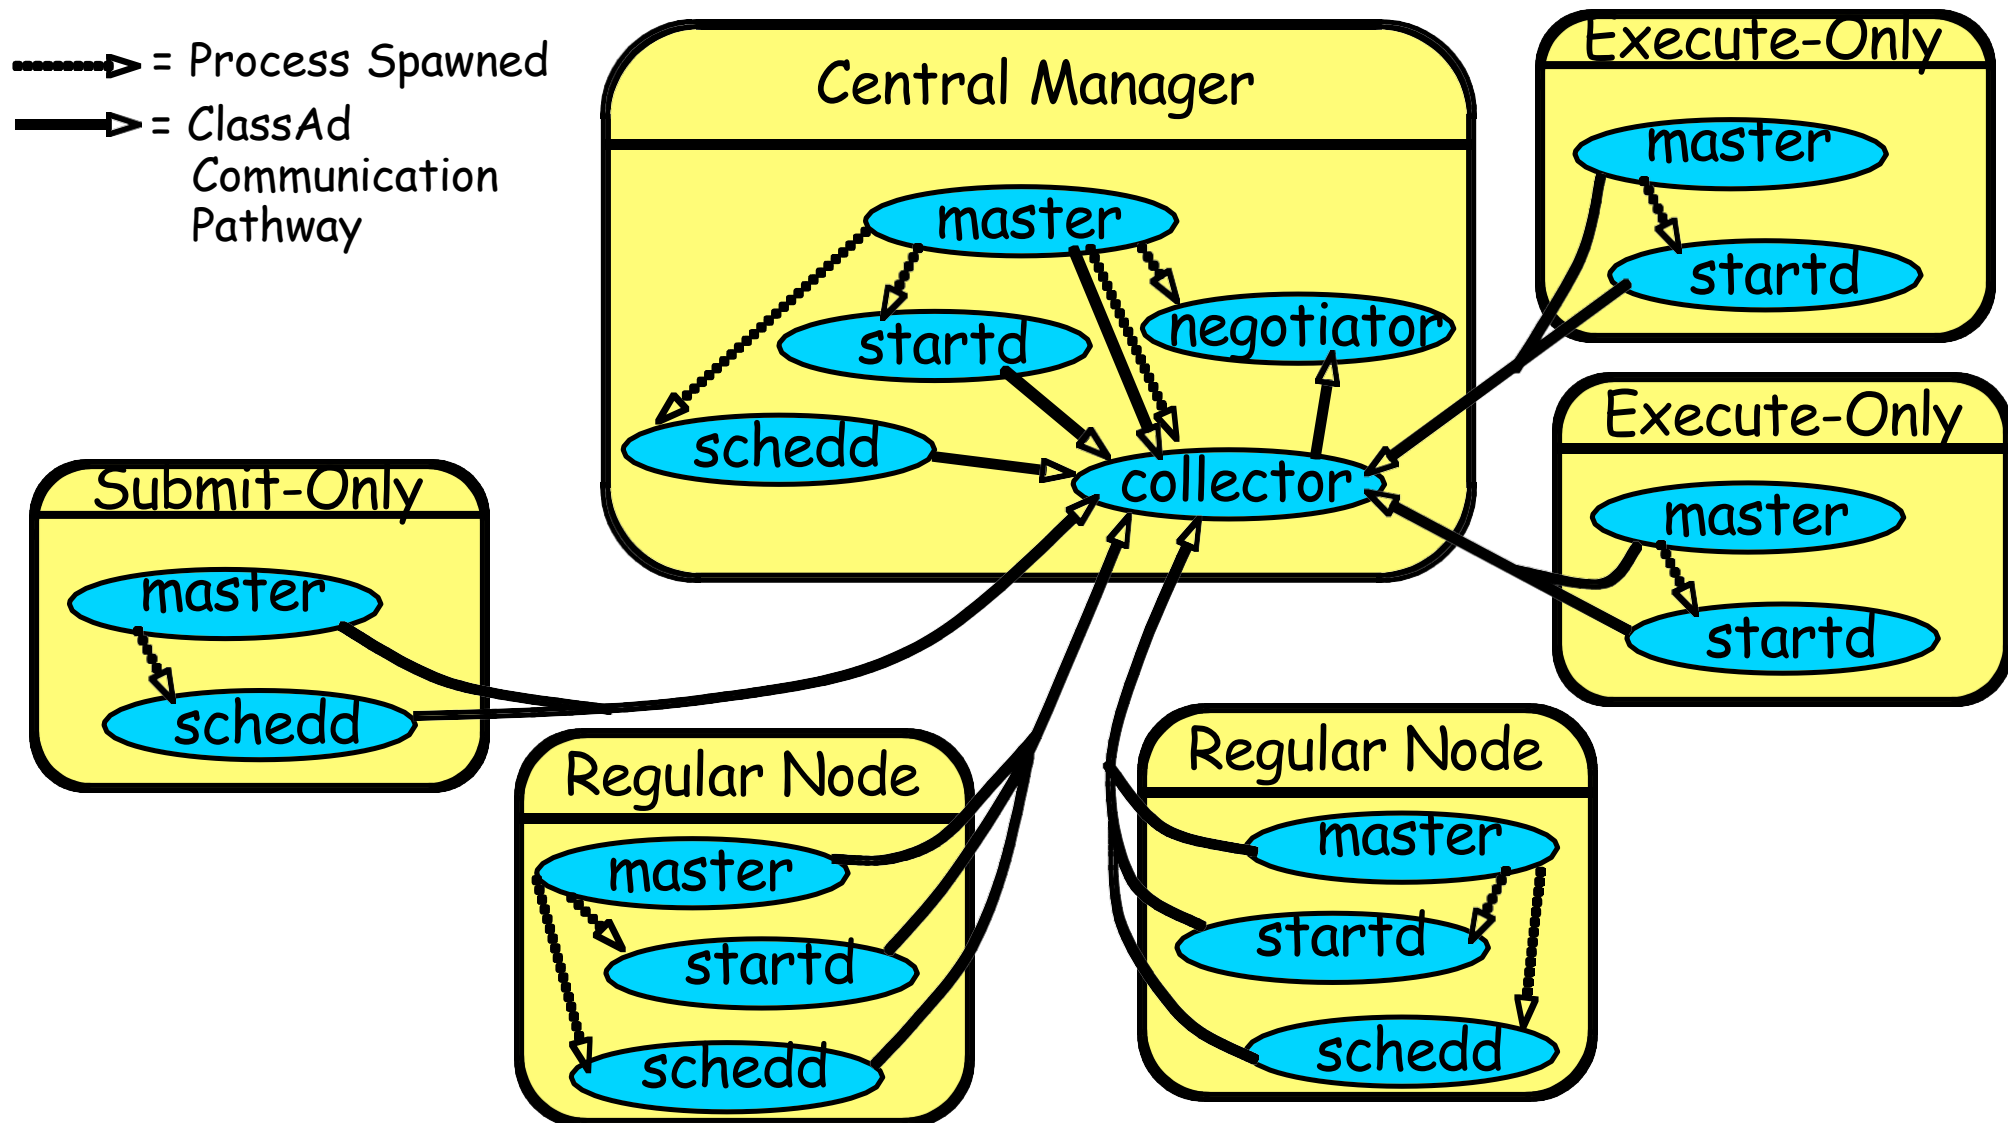 = Process Spawned
= ClassAd
Communication
Pathway
Central Manager
master
startd
negotiator
schedd
collector
Execute-Only
master
startd
Execute-Only
master
startd
Submit-Only
master
schedd
Regular Node
master
startd
schedd
Regular Node
master
startd
schedd